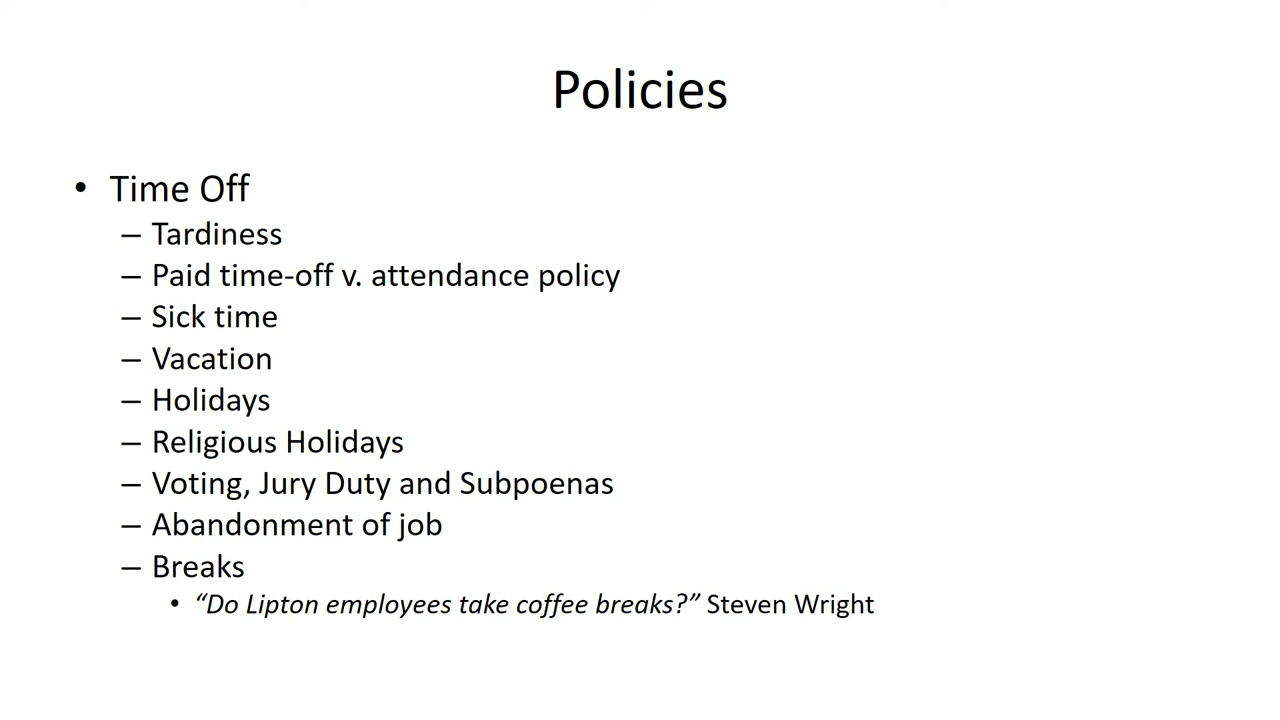 Policies
• Time Off
– Tardiness
– Paid time-off v. attendance policy
– Sick time
– Vacation
– Holidays
– Religious Holidays
– Voting, Jury Duty and Subpoenas
– Abandonment of job
– Breaks
• “Do Lipton employees take coffee breaks?” Steven Wright